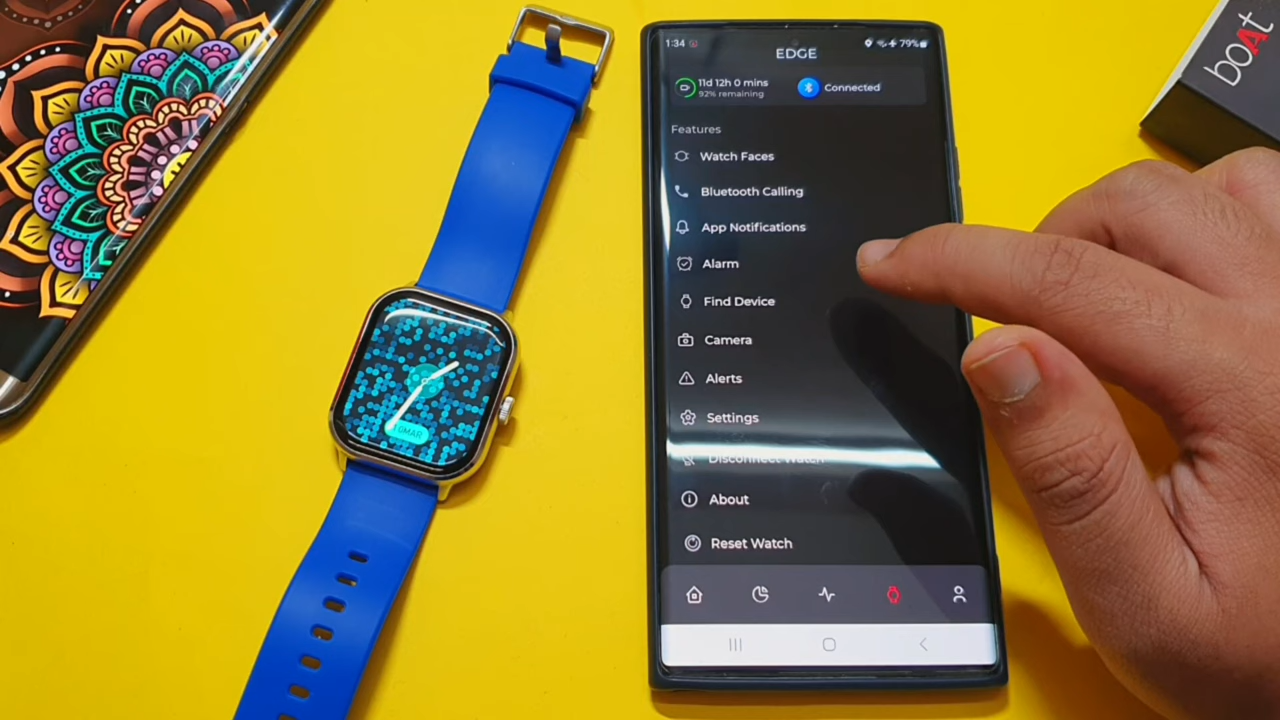 1:34
79%
EDGE
11d 12h 0 mins
92% remaining
Connected
Features
Watch Faces
Bluetooth Calling
App Notifications
Alarm
Find Device
Camera
Alerts
Settings
Disconnect Watch
About
Reset Watch
boAt